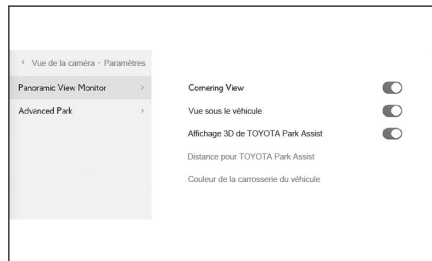 Vue de la caméra · Paramètres
Panoramic View Monitor
Advanced Park
Cornering View
Vue sous le véhicule
Affichage 3D de TOYOTA Park Assist
Distance pour TOYOTA Park Assist
Couleur de la carrosserie du véhicule